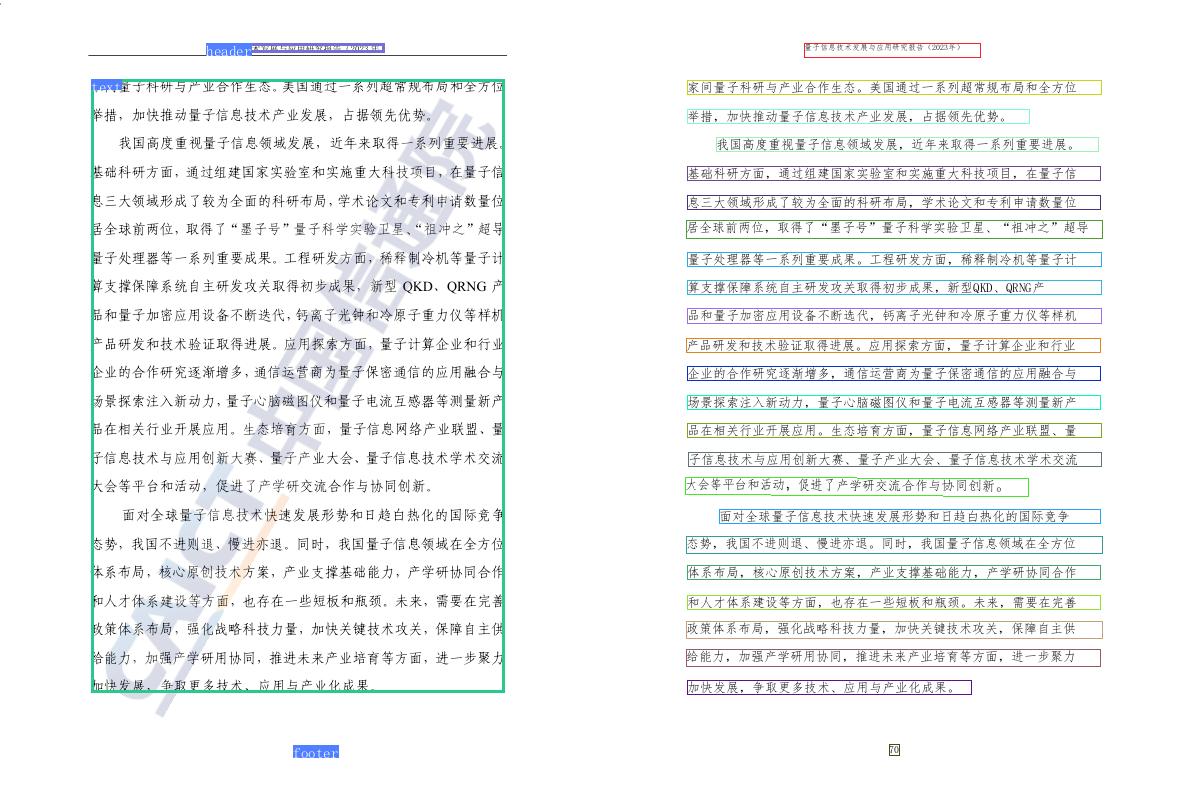 header
text量子科研与产业合作生态。美国通过一系列超常规布局和全方位
举措，加快推动量子信息技术产业发展，占据领先优势。
我国高度重视量子信息领域发展，近年来取得一系列重要进展。
基础科研方面，通过组建国家实验室和实施重大科技项目，在量子信
息三大领域形成了较为全面的科研布局，学术论文和专利申请数量位
居全球前两位，取得了“墨子号”量子科学实验卫星、“祖冲之”超导
量子处理器等一系列重要成果。工程研发方面，稀释制冷机等量子计
算支撑保障系统自主研发攻关取得初步成果，新型 QKD、QRNG 产
品和量子加密应用设备不断迭代，钙离子光钟和冷原子重力仪等样机
产品研发和技术验证取得进展。应用探索方面，量子计算企业和行业
企业的合作研究逐渐增多，通信运营商为量子保密通信的应用融合与
场景探索注入新动力，量子心脑磁图仪和量子电流互感器等测量新产
品在相关行业开展应用。生态培育方面，量子信息网络产业联盟、量
子信息技术与应用创新大赛、量子产业大会、量子信息技术学术交流
大会等平台和活动，促进了产学研交流合作与协同创新。
面对全球量子信息技术快速发展形势和日趋白热化的国际竞争
态势，我国不进则退、慢进亦退。同时，我国量子信息领域在全方位
体系布局，核心原创技术方案，产业支撑基础能力，产学研协同合作
和人才体系建设等方面，也存在一些短板和瓶颈。未来，需要在完善
政策体系布局，强化战略科技力量，加快关键技术攻关，保障自主供
给能力，加强产学研用协同，推进未来产业培育等方面，进一步聚力
加快发展，争取更多技术、应用与产业化成果。
CAICT 中国信通院
footer
量子信息技术发展与应用研究报告（2023年）
家间量子科研与产业合作生态。美国通过一系列超常规布局和全方位
举措，加快推动量子信息技术产业发展，占据领先优势。
我国高度重视量子信息领域发展，近年来取得一系列重要进展。
基础科研方面，通过组建国家实验室和实施重大科技项目，在量子信
息三大领域形成了较为全面的科研布局，学术论文和专利申请数量位
居全球前两位，取得了“墨子号”量子科学实验卫星、“祖冲之”超导
量子处理器等一系列重要成果。工程研发方面，稀释制冷机等量子计
算支撑保障系统自主研发攻关取得初步成果，新型QKD、QRNG产
品和量子加密应用设备不断迭代，钙离子光钟和冷原子重力仪等样机
产品研发和技术验证取得进展。应用探索方面，量子计算企业和行业
企业的合作研究逐渐增多，通信运营商为量子保密通信的应用融合与
场景探索注入新动力，量子心脑磁图仪和量子电流互感器等测量新产
品在相关行业开展应用。生态培育方面，量子信息网络产业联盟、量
子信息技术与应用创新大赛、量子产业大会、量子信息技术学术交流
大会等平台和活动，促进了产学研交流合作与协同创新。
面对全球量子信息技术快速发展形势和日趋白热化的国际竞争
态势，我国不进则退、慢进亦退。同时，我国量子信息领域在全方位
体系布局，核心原创技术方案，产业支撑基础能力，产学研协同合作
和人才体系建设等方面，也存在一些短板和瓶颈。未来，需要在完善
政策体系布局，强化战略科技力量，加快关键技术攻关，保障自主供
给能力，加强产学研用协同，推进未来产业培育等方面，进一步聚力
加快发展，争取更多技术、应用与产业化成果。
70